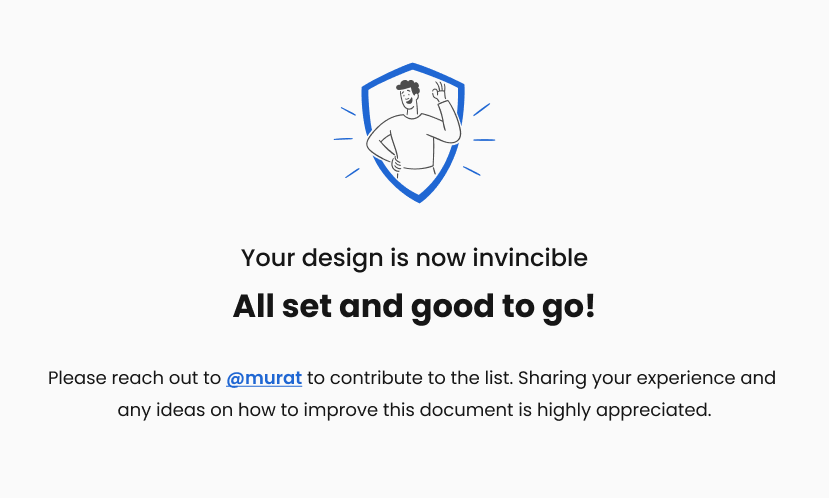 Your design is now invincible
All set and good to go!
Please reach out to @murat to contribute to the list. Sharing your experience and
any ideas on how to improve this document is highly appreciated.